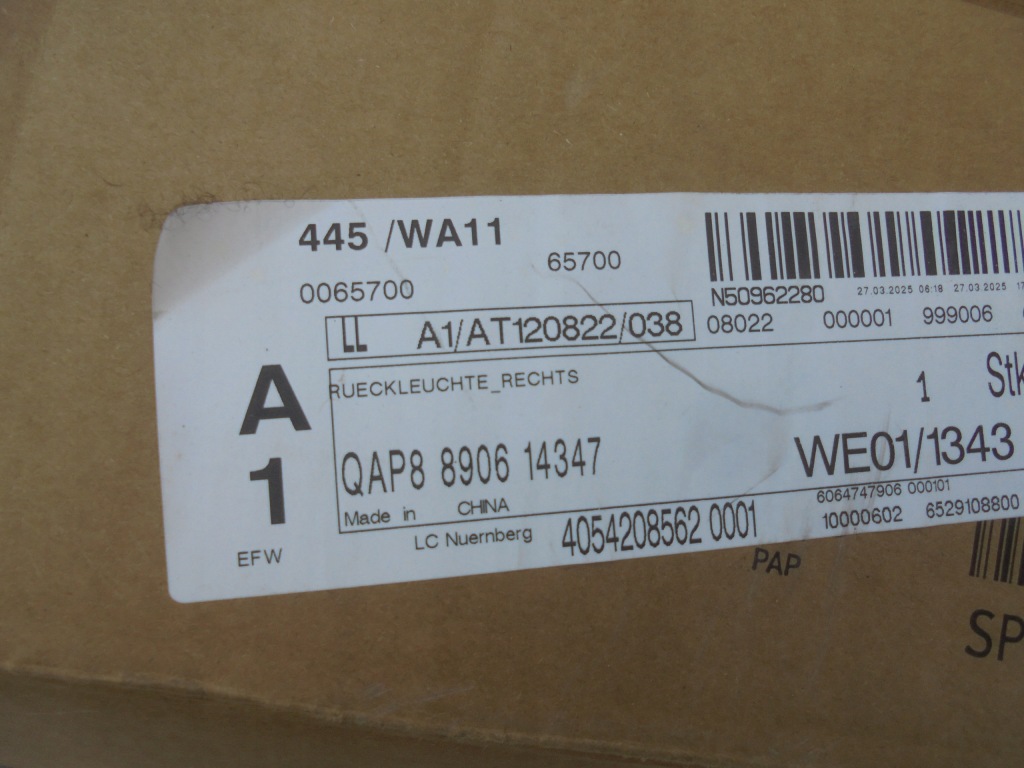 445 /WA11
65700
0065700
N50962280 27.03.2025 06:18 27.03.2025
LL A1/AT120822/038
08022 000001 999006
A
1
EFW
RUECKLEUCHTE_RECHTS
1 Stk
QAP8 8906 14347
WE01/1343
Made in CHINA
6064747906 000101
LC Nuernberg
4054208562 0001
10000602 6529108800
PAP
SP